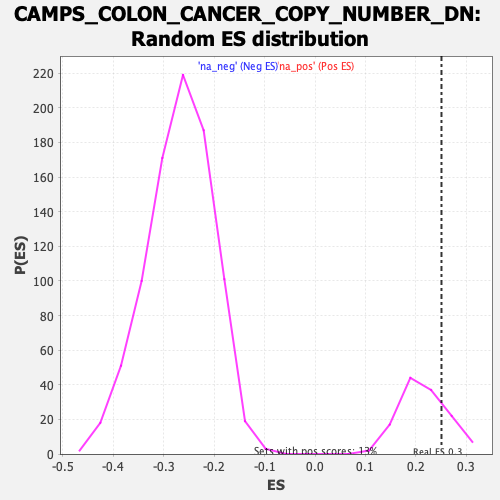 CAMPS_COLON_CANCER_COPY_NUMBER_DN:
Random ES distribution
'na_neg' (Neg ES) 'na_pos' (Pos ES)
220
200
180
160
140
120
100
80
60
40
20
0
P(ES)
Sets with pos scores: 13%
Real ES 0.3
-0.5 -0.4 -0.3 -0.2 -0.1 0.0 0.1 0.2 0.3
ES